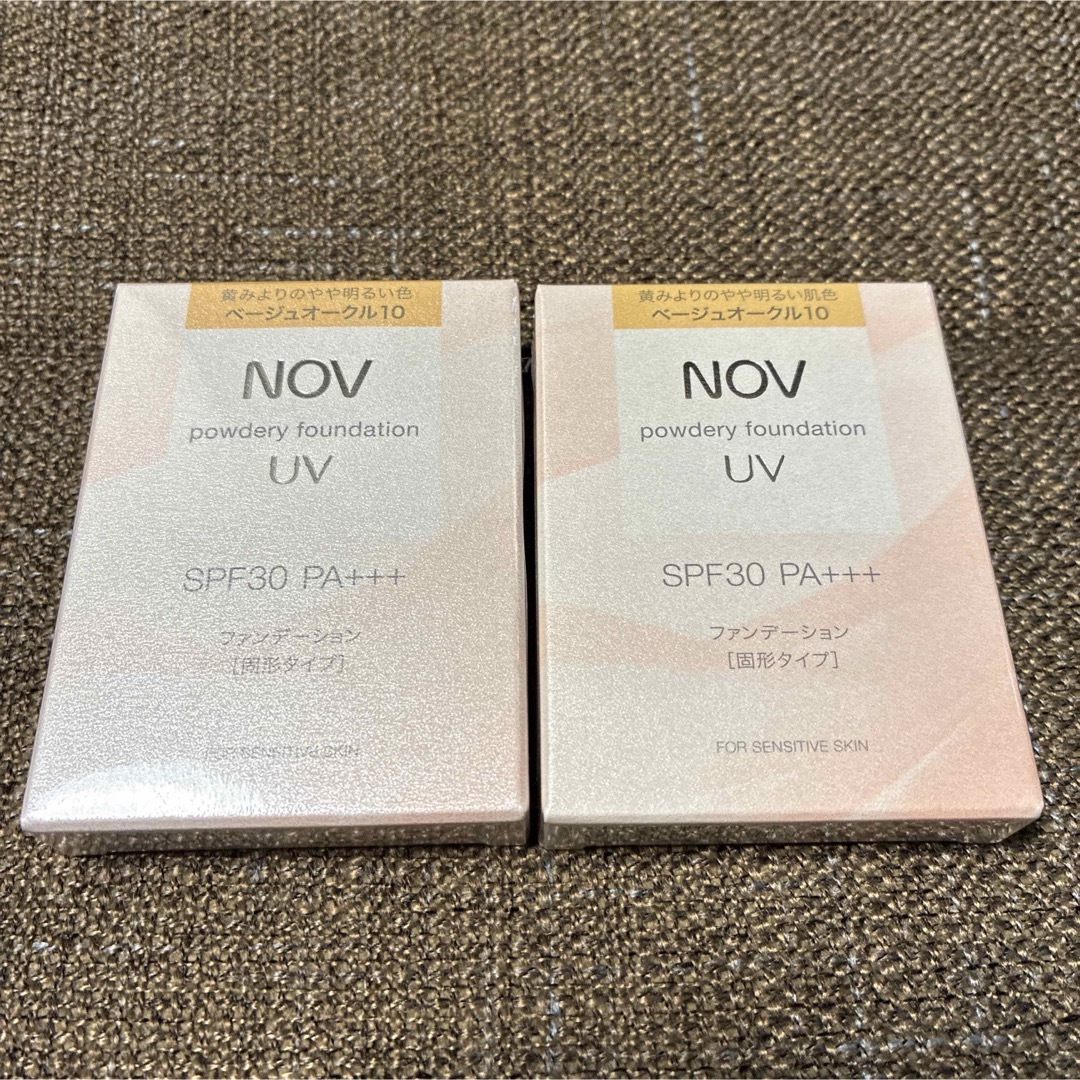 黄みよりのやや明るい色
ベージュオークル10
NOV
powdery foundation
UV
SPF30 PA+++
ファンデーション
[固形タイプ]
FOR SENSITIVE SKIN
黄みよりのやや明るい肌色
ベージュオークル10
NOV
powdery foundation
UV
SPF30 PA+++
ファンデーション
[固形タイプ]
FOR SENSITIVE SKIN